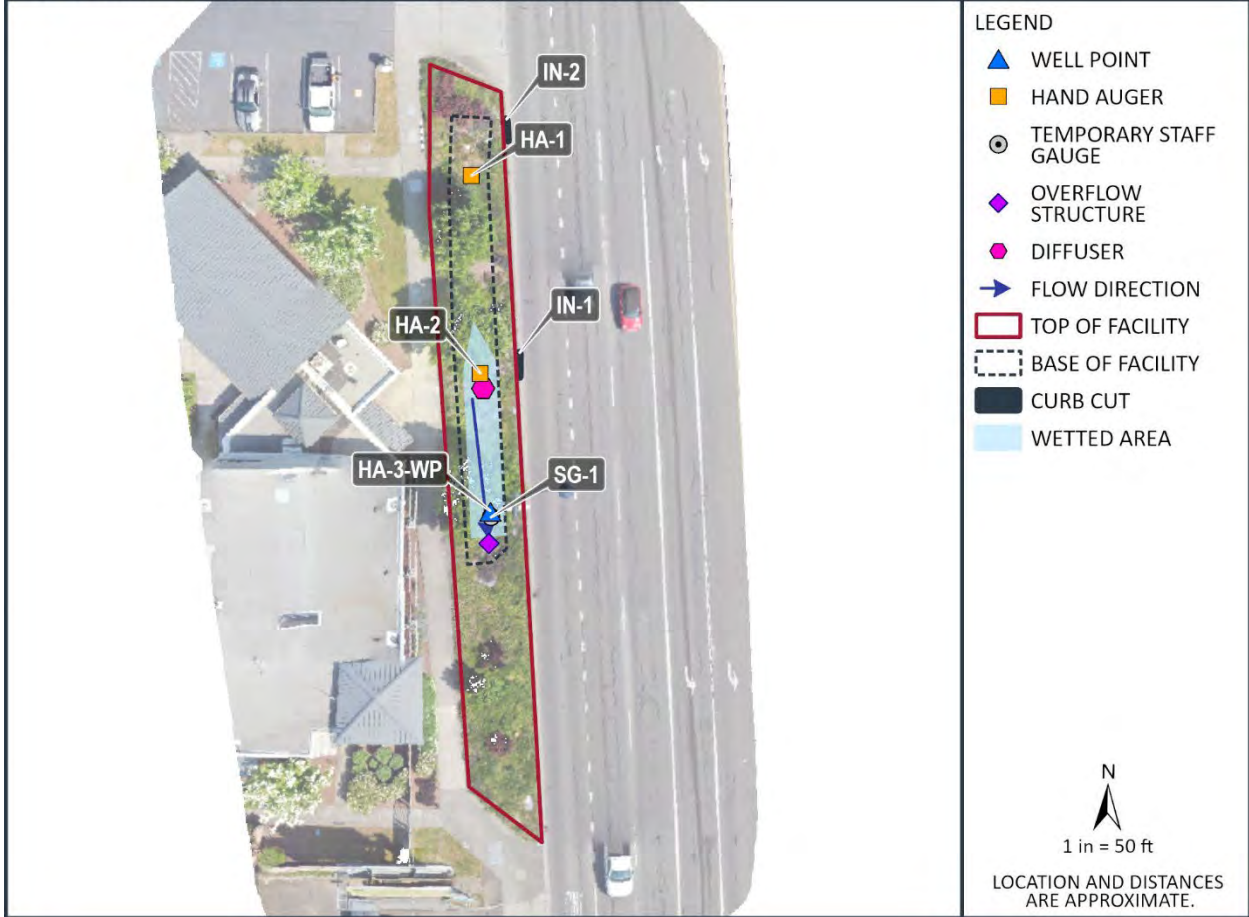 IN-2
HA-1
IN-1
HA-2
HA-3-WP
SG-1
LEGEND
WELL POINT
HAND AUGER
TEMPORARY STAFF
GAUGE
OVERFLOW
STRUCTURE
DIFFUSER
FLOW DIRECTION
TOP OF FACILITY
BASE OF FACILITY
CURB CUT
WETTED AREA
N
1 in = 50 ft
LOCATION AND DISTANCES
ARE APPROXIMATE.